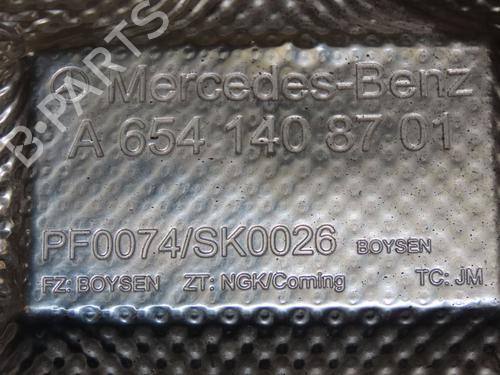 Mercedes-Benz
A 654 140 87 01
PF0074/SK0026 BOYSEN
FZ: BOYSEN ZT: NGK/Corning TC: JM
B-PARTS